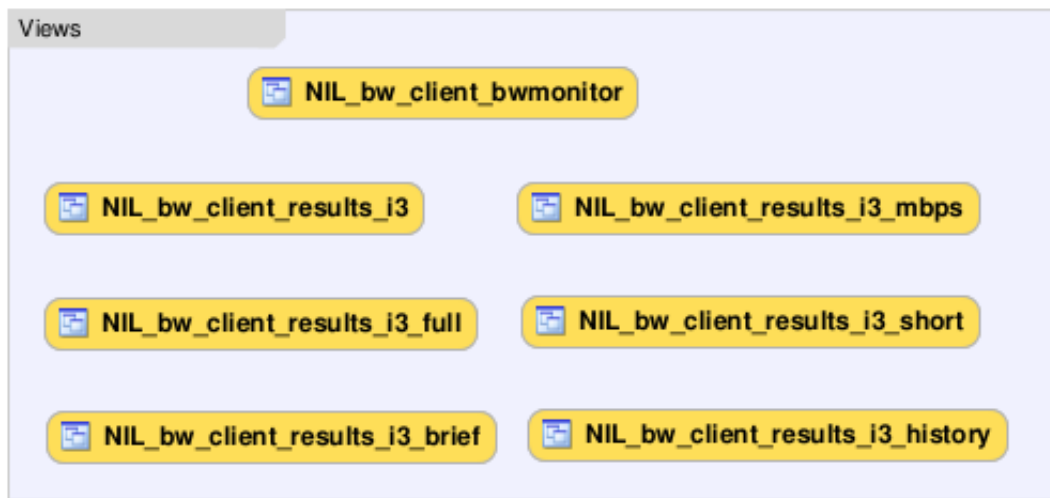 Views
NIL_bw_client_bwmonitor
NIL_bw_client_results_i3
NIL_bw_client_results_i3_mbps
NIL_bw_client_results_i3_full
NIL_bw_client_results_i3_short
NIL_bw_client_results_i3_brief
NIL_bw_client_results_i3_history